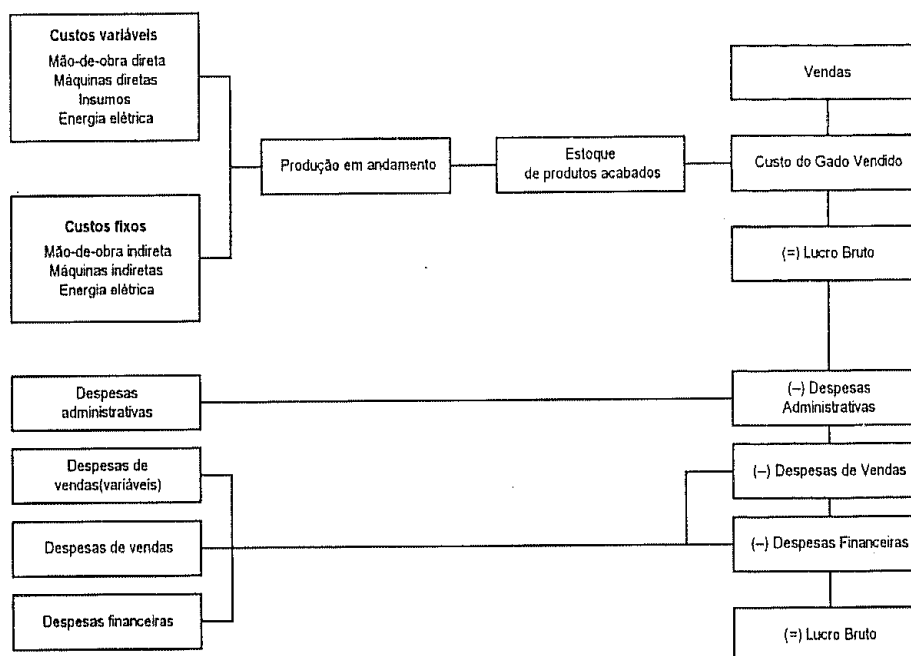 Custos variáveis
Mão-de-obra direta
Máquinas diretas
Insumos
Energia elétrica
Custos fixos
Mão-de-obra indireta
Máquinas indiretas
Energia elétrica
Produção em andamento
Estoque
de produtos acabados
Vendas
Custo do Gado Vendido
(=) Lucro Bruto
Despesas
administrativas
(–) Despesas
Administrativas
Despesas de
vendas(variáveis)
Despesas de vendas
Despesas financeiras
(–) Despesas de Vendas
(–) Despesas Financeiras
(=) Lucro Bruto